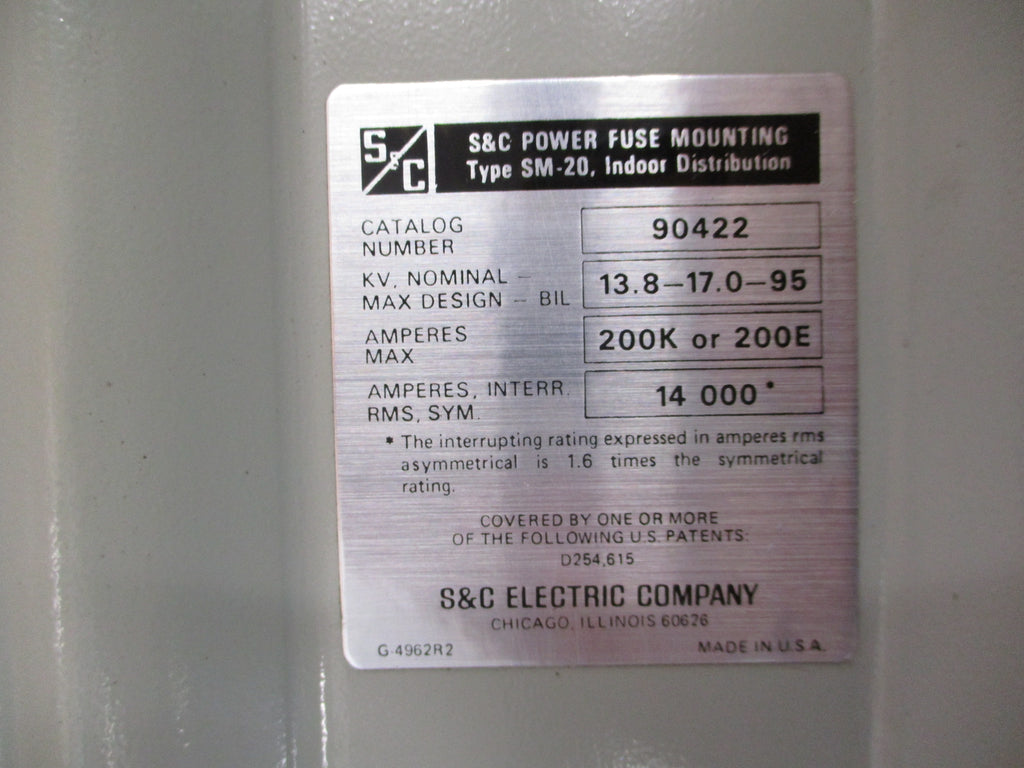 S&C
S&C POWER FUSE MOUNTING
Type SM-20, Indoor Distribution
CATALOG
NUMBER
90422
KV, NOMINAL –
MAX DESIGN – BIL
13.8–17.0–95
AMPERES
MAX
200K or 200E
AMPERES, INTERR.
RMS, SYM.
14 000*
* The interrupting rating expressed in amperes rms
asymmetrical is 1.6 times the symmetrical
rating.
COVERED BY ONE OR MORE
OF THE FOLLOWING U.S. PATENTS:
D254,615
S&C ELECTRIC COMPANY
CHICAGO, ILLINOIS 60626
G-4962R2
MADE IN U.S.A.